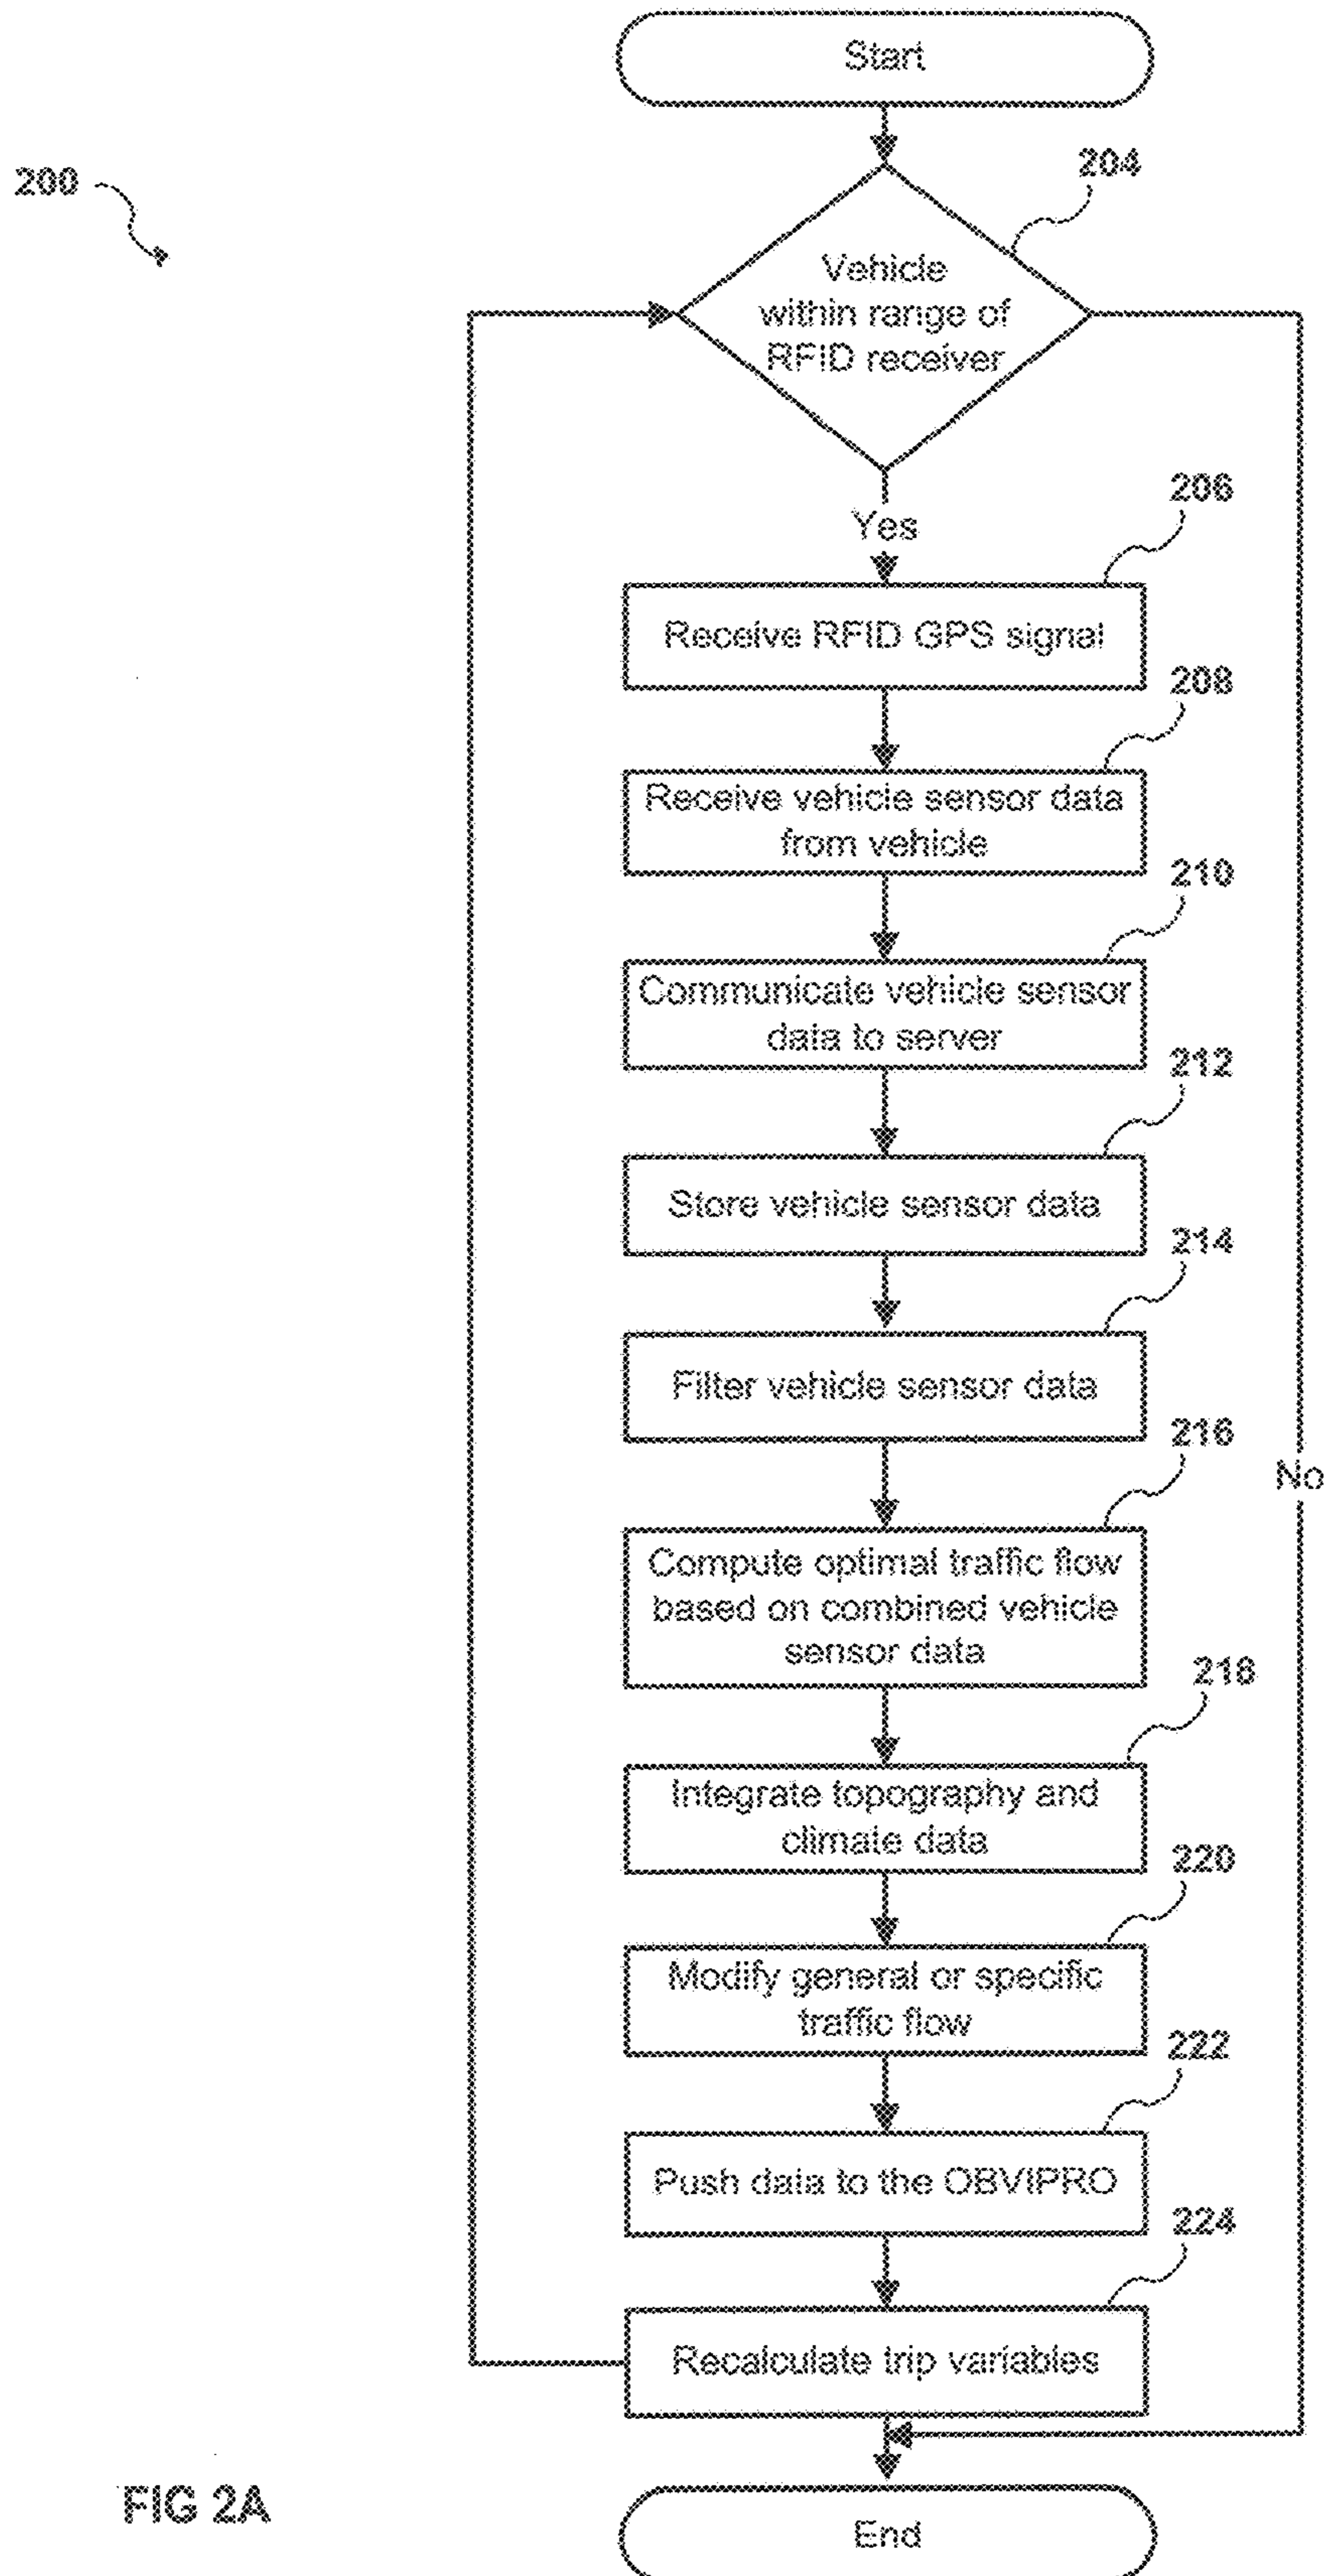 Start
200
204
Vehicle
within range of
RFID receiver
Yes
206
Receive RFID GPS signal
208
Receive vehicle sensor data
from vehicle
210
Communicate vehicle sensor
data to server
212
Store vehicle sensor data
214
Filter vehicle sensor data
216
No
Compute optimal traffic flow
based on combined vehicle
sensor data
218
Integrate topography and
climate data
220
Modify general or specific
traffic flow
222
Push data to the OBVIPRO
224
Recalculate trip variables
FIG 2A
End